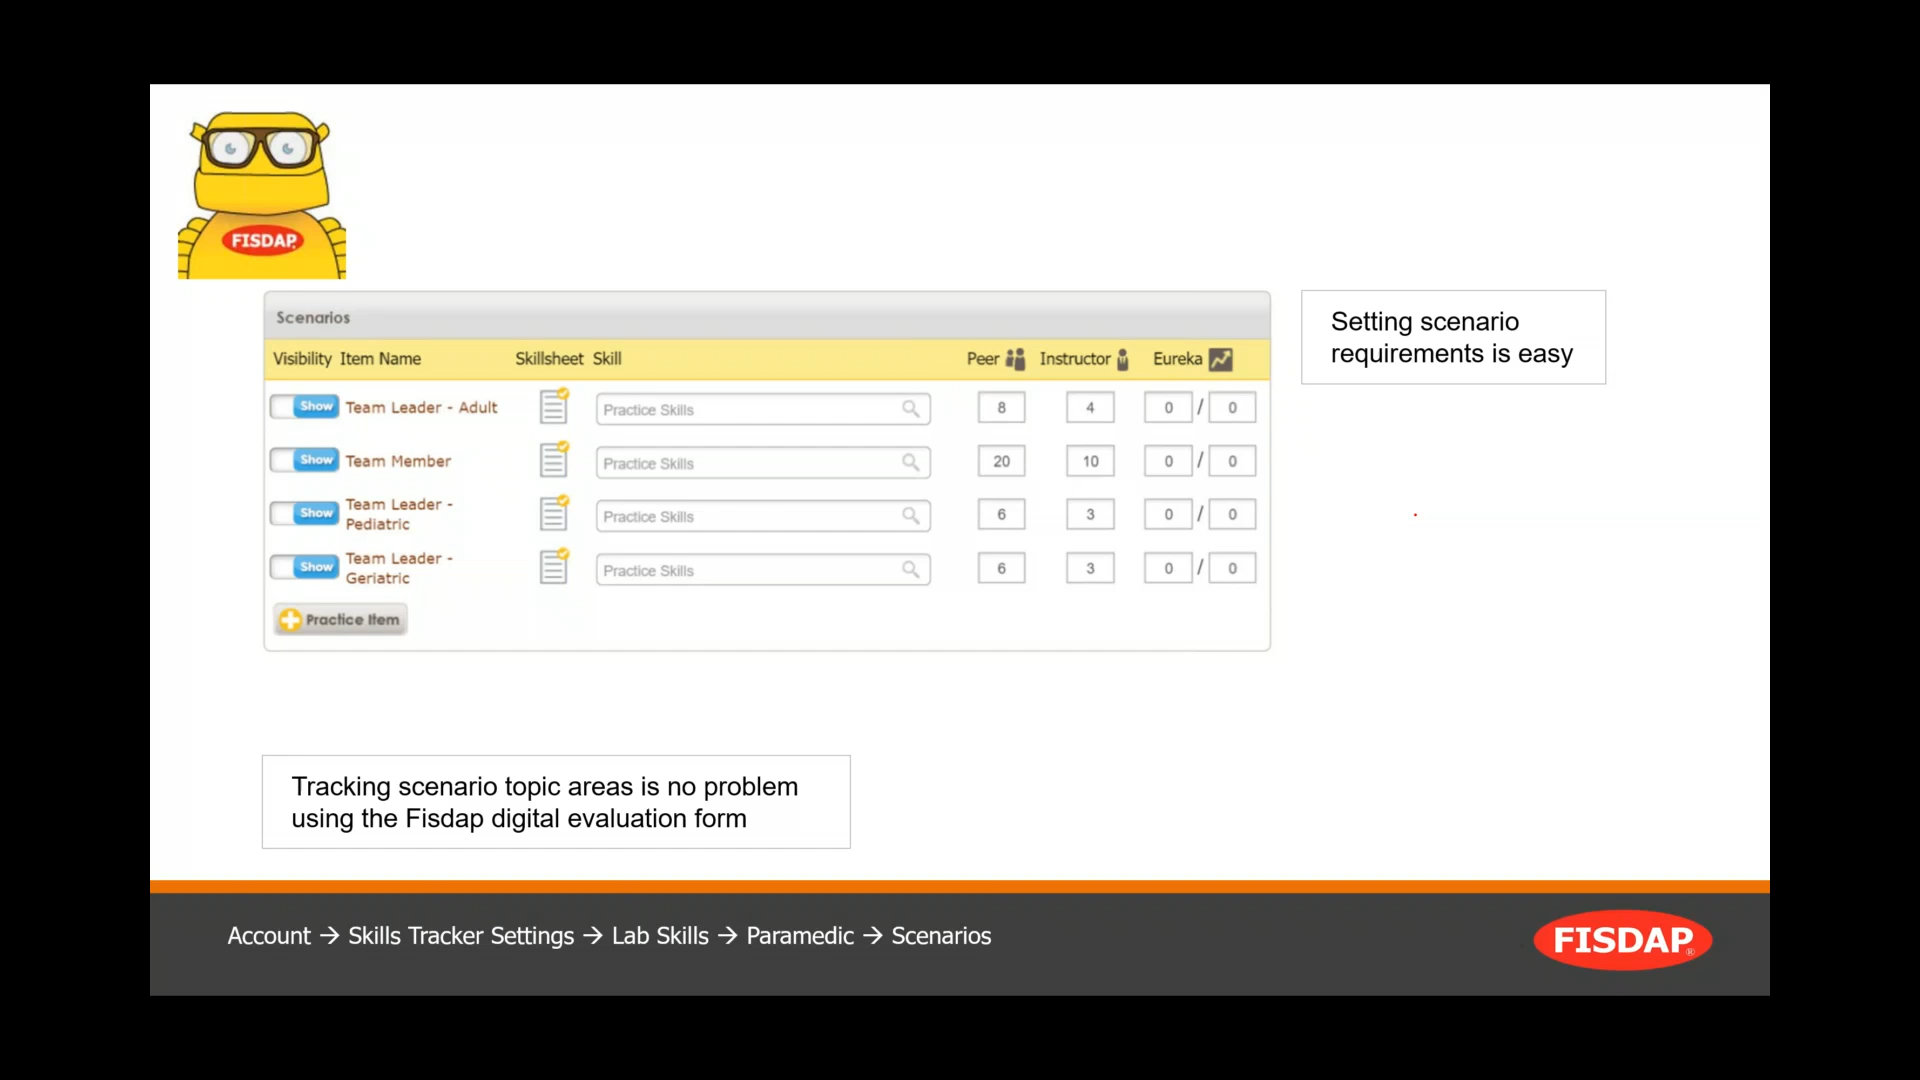 FISDAP
Scenarios
Visibility Item Name Skillsheet Skill Peer Instructor Eureka
Show Team Leader - Adult Practice Skills 8 4 0 / 0
Show Team Member Practice Skills 20 10 0 / 0
Show Team Leader - Pediatric Practice Skills 6 3 0 / 0
Show Team Leader - Geriatric Practice Skills 6 3 0 / 0
Practice Item
Setting scenario
requirements is easy
Tracking scenario topic areas is no problem
using the Fisdap digital evaluation form
Account → Skills Tracker Settings → Lab Skills → Paramedic → Scenarios
FISDAP®